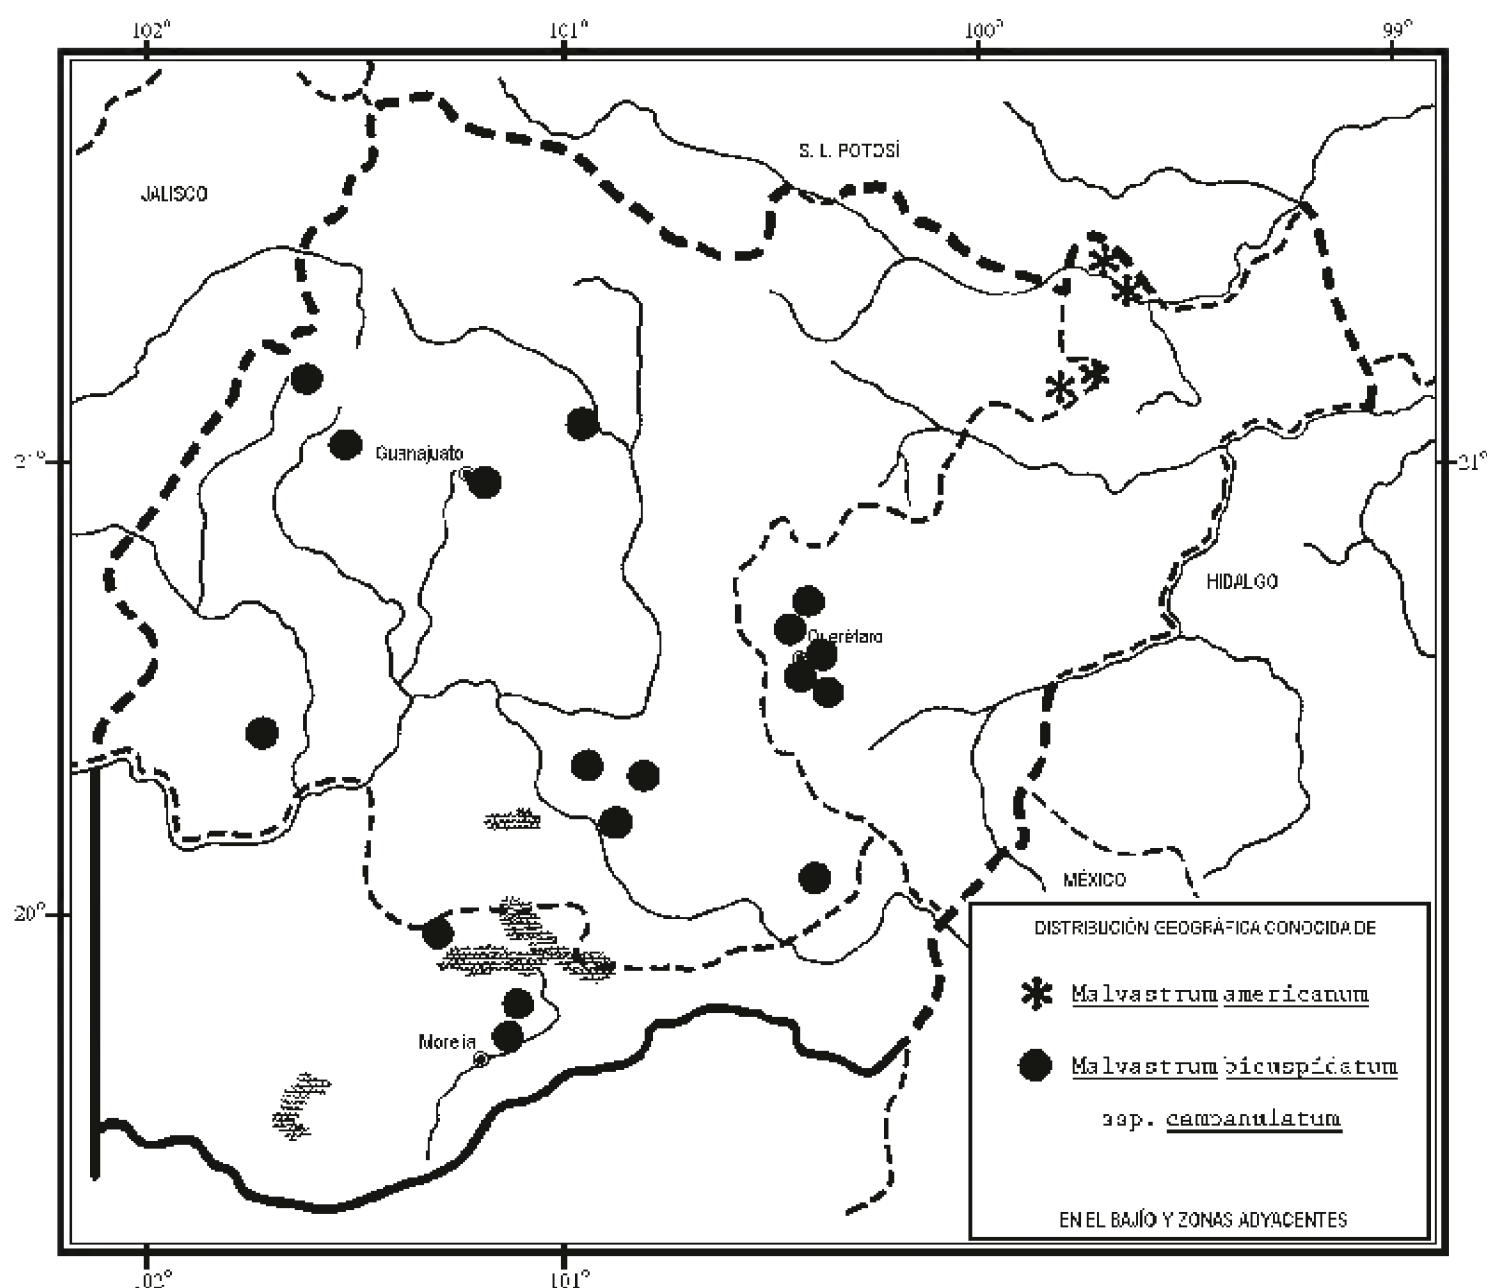 102° 101° 100° 99°
S. L. POTOSÍ
JALISCO
Guanajuato
21° 21°
HIDALGO
Querétaro
MÉXICO
20°
DISTRIBUCIÓN GEOGRÁFICA CONOCIDA DE
Malvastrum americanum
Morelia
Malvastrum bicuspidatum
ssp. campanulatum
EN EL BAJÍO Y ZONAS ADYACENTES
102° 101°